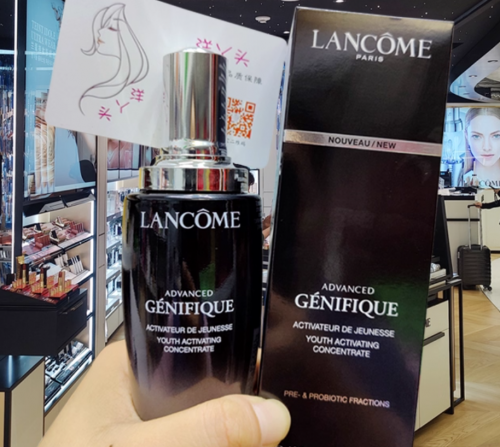 LANCÔME
PARIS
NOUVEAU / NEW
ADVANCED
GÉNIFIQUE
ACTIVATEUR DE JEUNESSE
YOUTH ACTIVATING
CONCENTRATE
PRE- & PROBIOTIC FRACTIONS
LANCÔME
ADVANCED
GÉNIFIQUE
ACTIVATEUR DE JEUNESSE
YOUTH ACTIVATING
CONCENTRATE